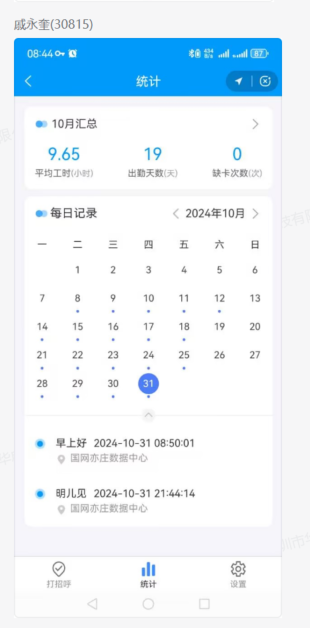 戚永奎(30815)
08:44 87
统计
10月汇总
9.65 19 0
平均工时(小时) 出勤天数(天) 缺卡次数(次)
每日记录 2024年10月
一 二 三 四 五 六 日
1 2 3 4 5 6
7 8 9 10 11 12 13
14 15 16 17 18 19 20
21 22 23 24 25 26 27
28 29 30 31
早上好 2024-10-31 08:50:01
国网亦庄数据中心
明儿见 2024-10-31 21:44:14
国网亦庄数据中心
打招呼 统计 设置